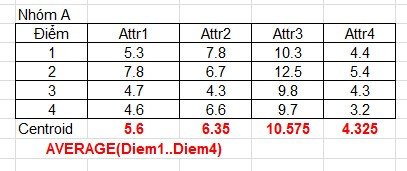 Nhóm A
Điểm Attr1 Attr2 Attr3 Attr4
1 5.3 7.8 10.3 4.4
2 7.8 6.7 12.5 5.4
3 4.7 4.3 9.8 4.3
4 4.6 6.6 9.7 3.2
Centroid 5.6 6.35 10.575 4.325
AVERAGE(Diem1..Diem4)